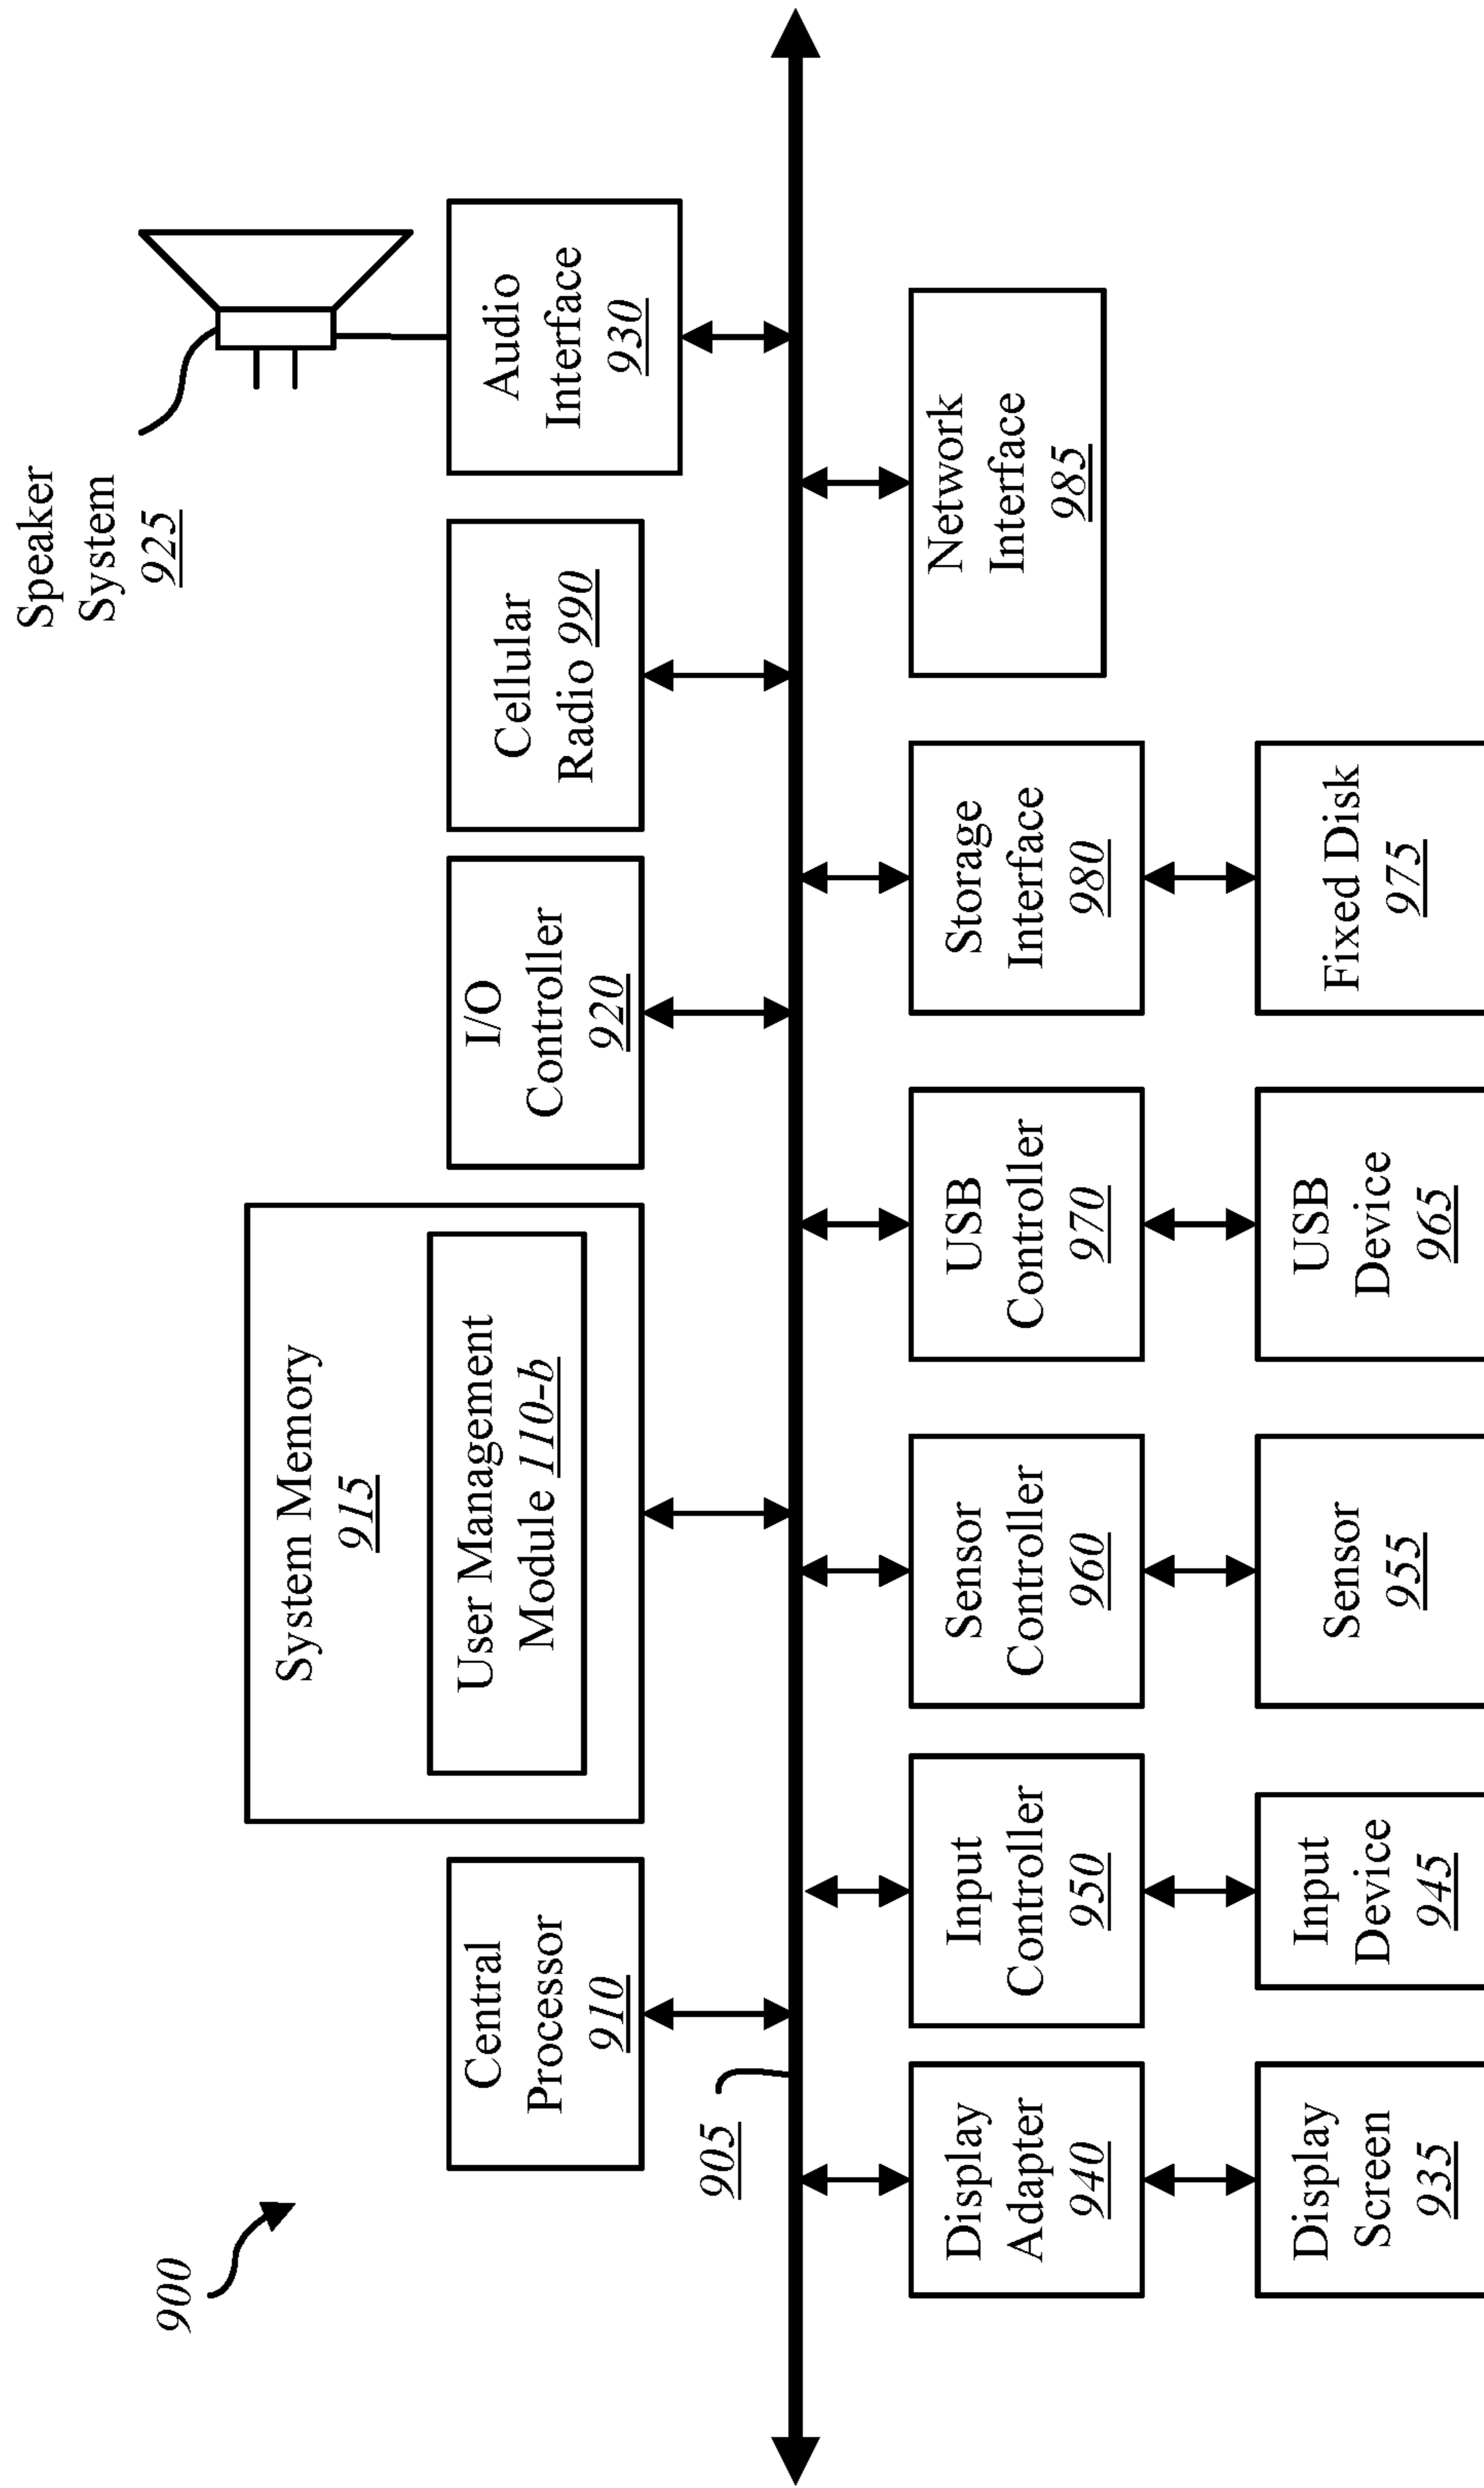 900
Speaker
System
925
Central
Processor
910
System Memory
915
User Management
Module 110-b
I/O
Controller
920
Cellular
Radio 990
Audio
Interface
930
905
Display
Adapter
940
Input
Controller
950
Sensor
Controller
960
USB
Controller
970
Storage
Interface
980
Network
Interface
985
Display
Screen
935
Input
Device
945
Sensor
955
USB
Device
965
Fixed Disk
975